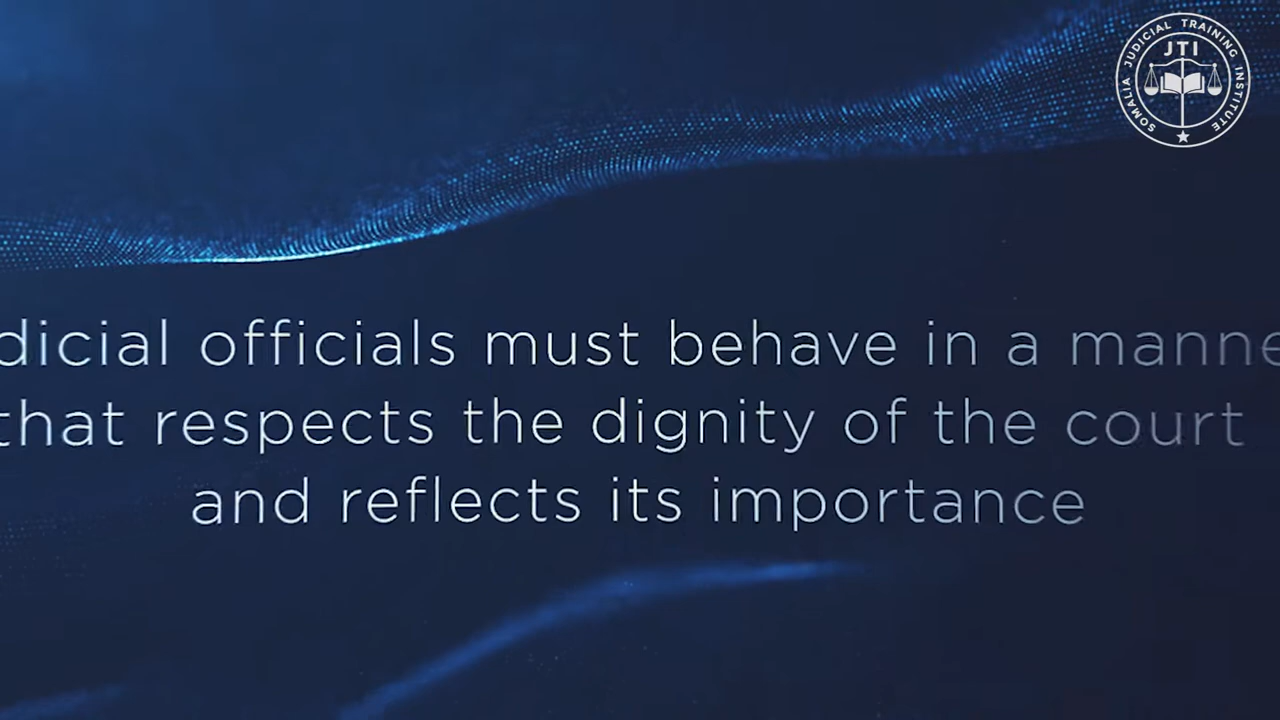 SOMALIA JUDICIAL TRAINING INSTITUTE
JTI
dicial officials must behave in a manne
that respects the dignity of the court
and reflects its importance